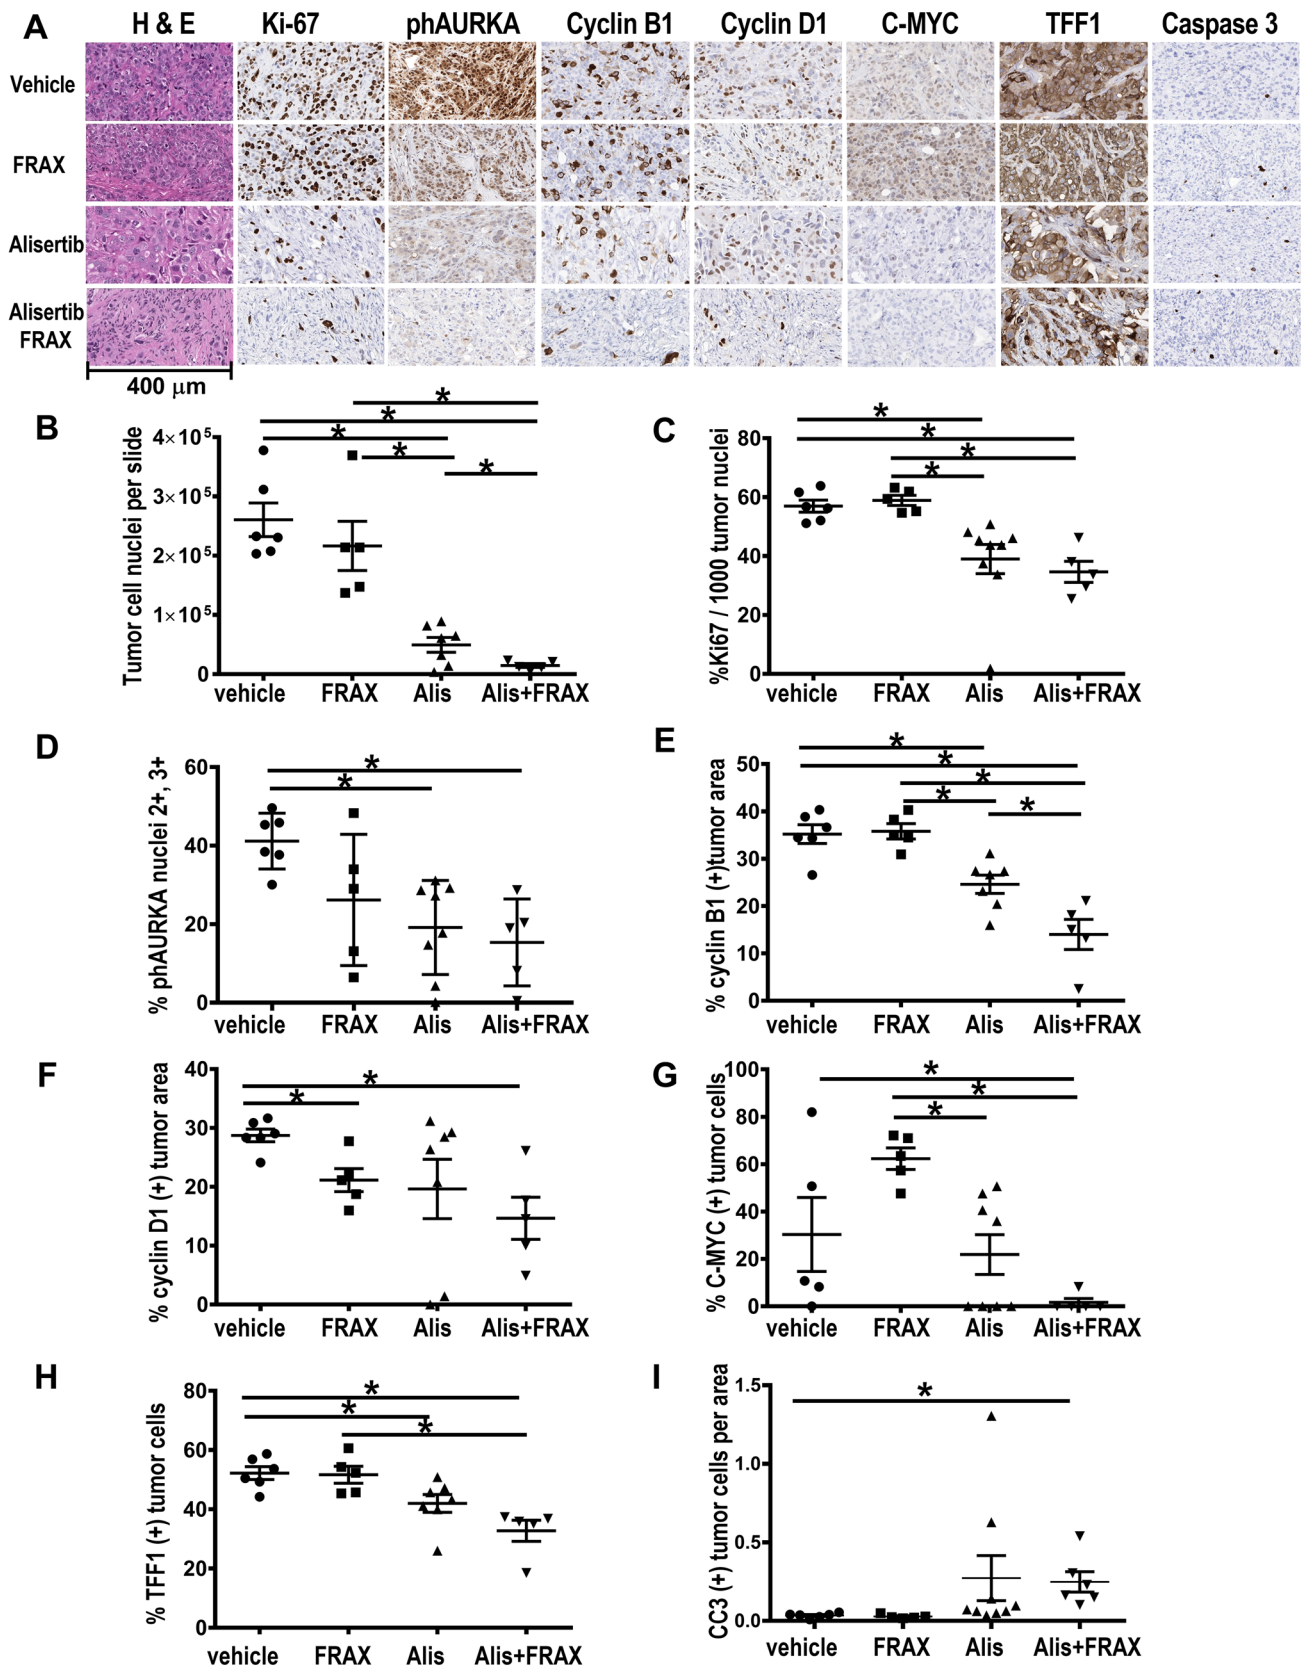 A
H & E
Ki-67
phAURKA
Cyclin B1
Cyclin D1
C-MYC
TFF1
Caspase 3
Vehicle
FRAX
Alisertib
Alisertib
FRAX
400 μm
B
Tumor cell nuclei per slide
4×10⁵
3×10⁵
2×10⁵
1×10⁵
0
* * * * *
vehicle FRAX Alis Alis+FRAX
C
%Ki67 / 1000 tumor nuclei
80
60
40
20
0
* * * *
vehicle FRAX Alis Alis+FRAX
D
% phAURKA nuclei 2+, 3+
60
40
20
0
* *
vehicle FRAX Alis Alis+FRAX
E
% cyclin B1 (+)tumor area
50
40
30
20
10
0
* * * * *
vehicle FRAX Alis Alis+FRAX
F
% cyclin D1 (+) tumor area
40
30
20
10
0
* *
vehicle FRAX Alis Alis+FRAX
G
% C-MYC (+) tumor cells
100
80
60
40
20
0
* * *
vehicle FRAX Alis Alis+FRAX
H
% TFF1 (+) tumor cells
80
60
40
20
0
* * *
vehicle FRAX Alis Alis+FRAX
I
CC3 (+) tumor cells per area
1.5
1.0
0.5
0.0
*
vehicle FRAX Alis Alis+FRAX